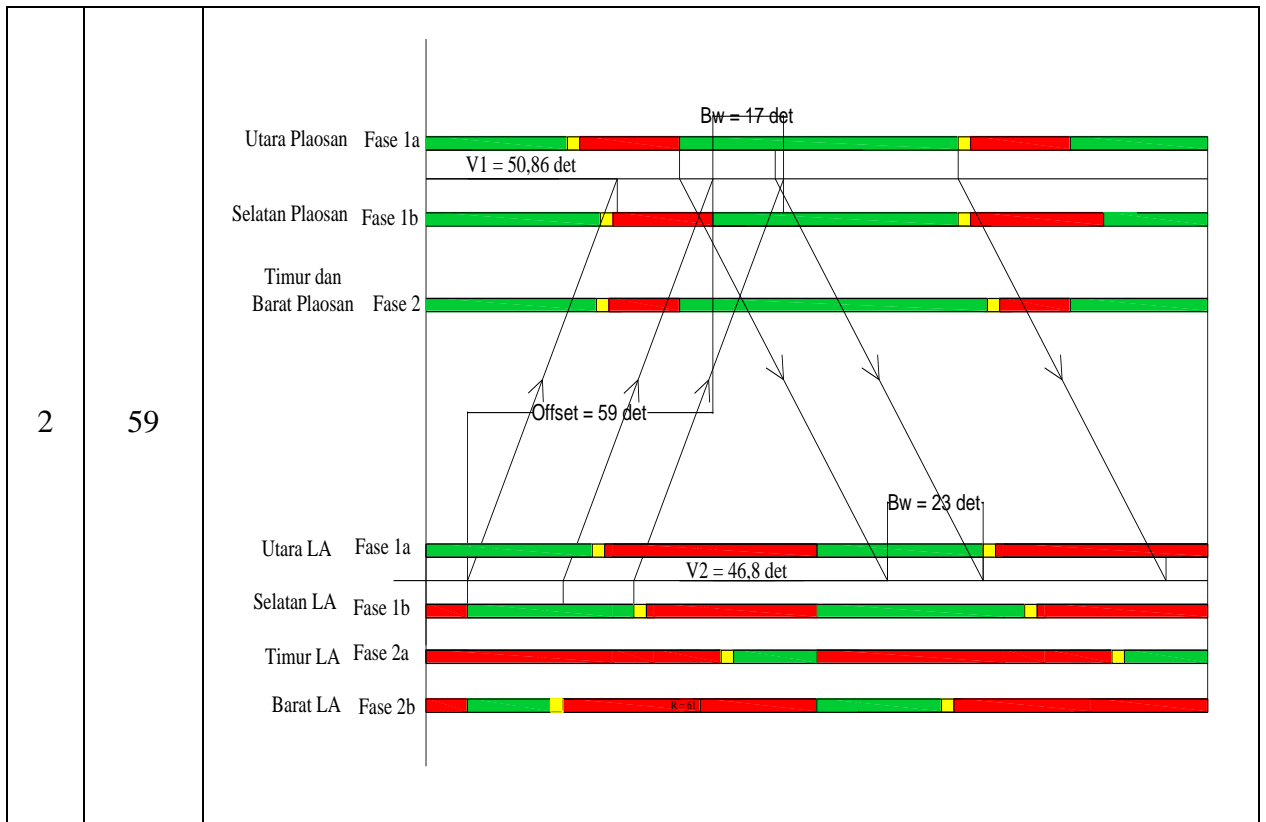 Bw = 17 det
Utara Plaosan Fase 1a
V1 = 50,86 det
Selatan Plaosan Fase 1b
Timur dan
Barat Plaosan Fase 2
2 59
Offset = 59 det
Bw = 23 det
Utara LA Fase 1a
V2 = 46,8 det
Selatan LA Fase 1b
Timur LA Fase 2a
Barat LA Fase 2b
R = 61